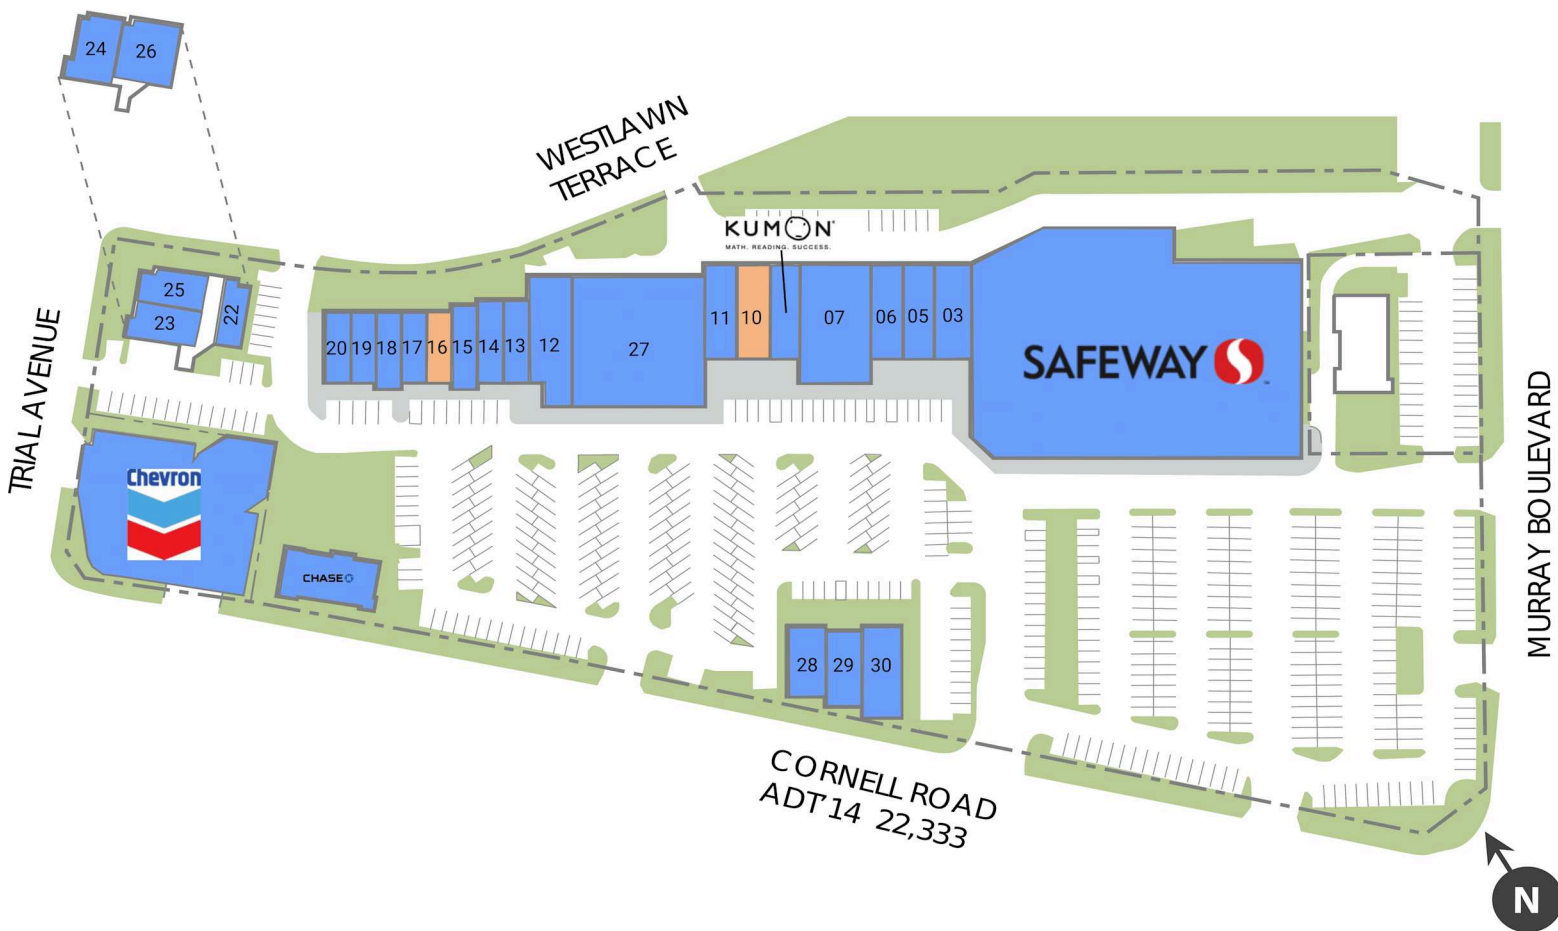 24
26
WESTLAWN
TERRACE
KUMON
MATH. READING. SUCCESS.
25
23
22
20
19
18
17
16
15
14
13
12
27
11
10
07
06
05
03
SAFEWAY
TRIAL AVENUE
MURRAY BOULEVARD
Chevron
CHASE
28
29
30
CORNELL ROAD
ADT'14 22,333
N